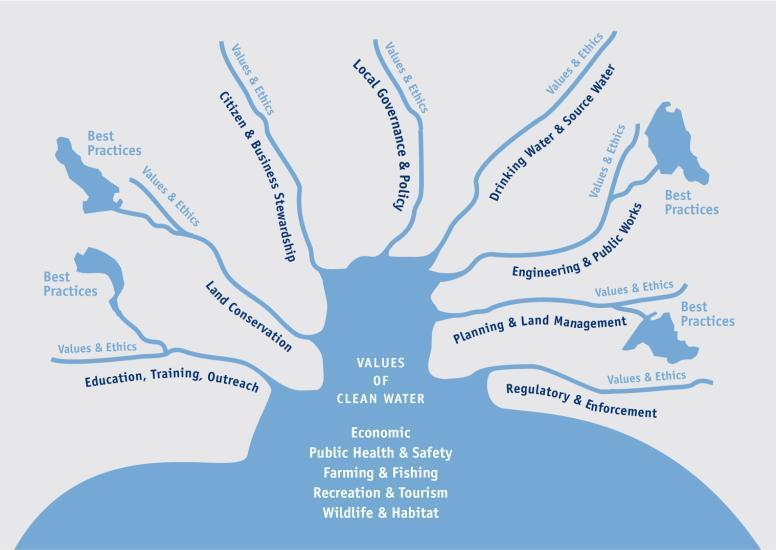 Values & Ethics
Citizen & Business Stewardship
Values & Ethics
Local Governance & Policy
Values & Ethics
Drinking Water & Source Water
Best
Practices
Values & Ethics
Land Conservation
Values & Ethics
Engineering & Public Works
Best
Practices
Best
Practices
Values & Ethics
Education, Training, Outreach
Values & Ethics
Planning & Land Management
Best
Practices
Values & Ethics
Regulatory & Enforcement
VALUES
OF
CLEAN WATER
Economic
Public Health & Safety
Farming & Fishing
Recreation & Tourism
Wildlife & Habitat